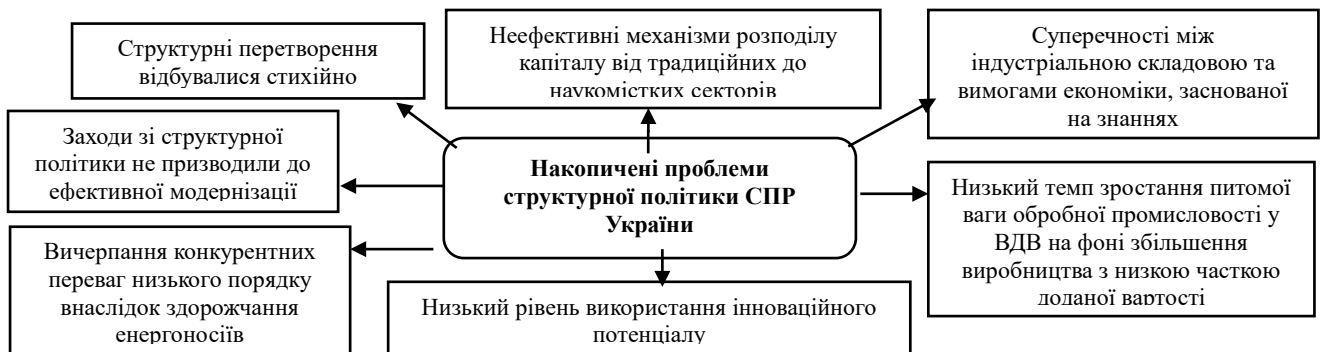 Структурні перетворення
відбувалися стихійно
Неефективні механізми розподілу
капіталу від традиційних до
наукомістких секторів
Суперечності між
індустріальною складовою та
вимогами економіки, заснованої
на знаннях
Заходи зі структурної
політики не призводили до
ефективної модернізації
Накопичені проблеми
структурної політики СПР
України
Низький темп зростання питомої
ваги обробної промисловості у
ВДВ на фоні збільшення
виробництва з низкою часткою
доданої вартості
Вичерпання конкурентних
переваг низького порядку
внаслідок здорожчання
енергоносіїв
Низький рівень використання інноваційного
потенціалу